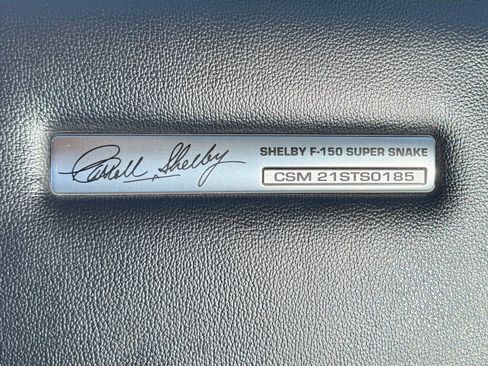 Carroll Shelby
SHELBY F-150 SUPER SNAKE
CSM 21STS0185